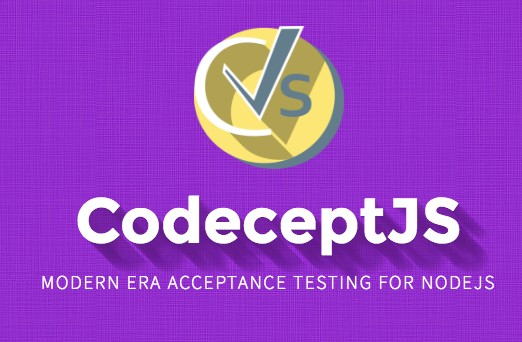 CodeceptJS
MODERN ERA ACCEPTANCE TESTING FOR NODEJS